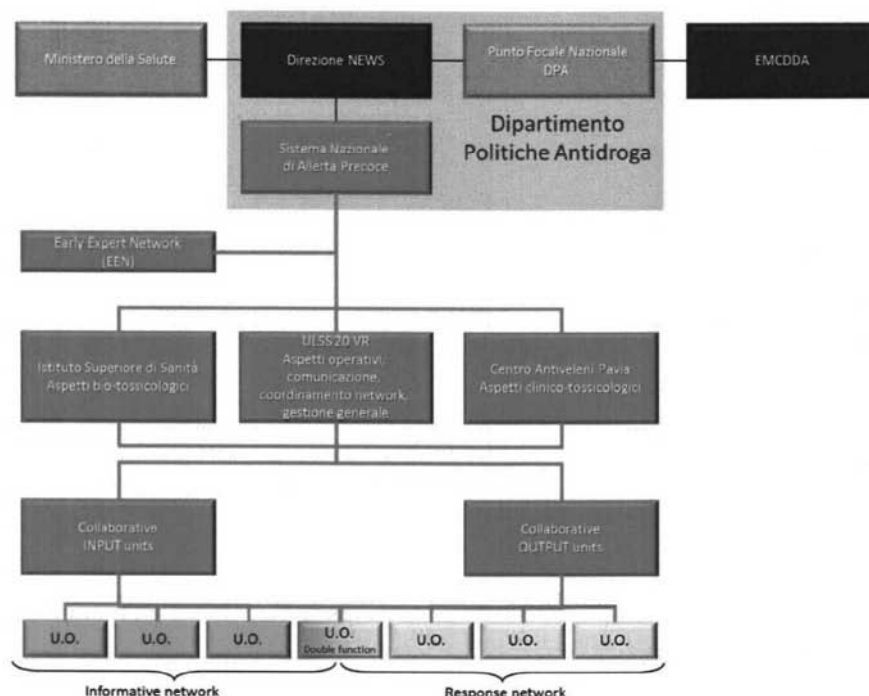 Ministero della Salute
Direzione NEWS
Punto Focale Nazionale
DPA
EMCDDA
Dipartimento
Politiche Antidroga
Sistema Nazionale
di Allerta Precoce
Early Expert Network
(EEN)
Istituto Superiore di Sanità
Aspetti bio-tossicologici
ULSS 20 VR
Aspetti operativi,
comunicazione,
coordinamento network,
gestione generale
Centro Antiveleni Pavia
Aspetti clinico-tossicologici
Collaborative
INPUT units
Collaborative
OUTPUT units
U.O.
U.O.
U.O.
U.O.
Double function
U.O.
U.O.
U.O.
Informative network
Response network